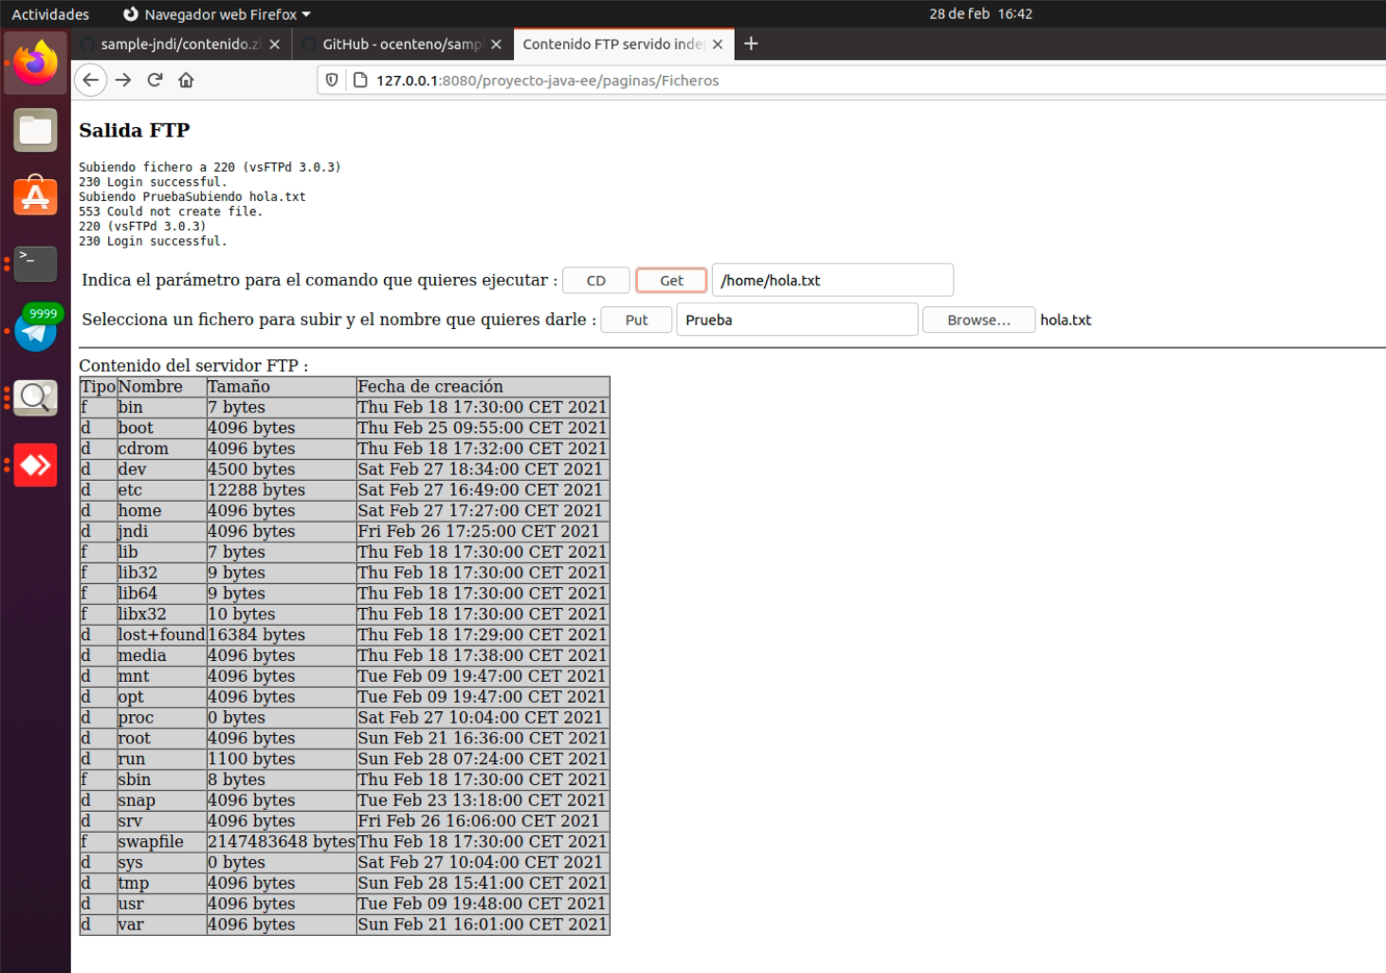 Actividades Navegador web Firefox 28 de feb 16:42
sample-jndi/contenido.zi GitHub - ocenteno/samp Contenido FTP servido inde
127.0.0.1:8080/proyecto-java-ee/paginas/Ficheros
Salida FTP
Subiendo fichero a 220 (vsFTPd 3.0.3)
230 Login successful.
Subiendo PruebaSubiendo hola.txt
553 Could not create file.
220 (vsFTPd 3.0.3)
230 Login successful.
>_
Indica el parámetro para el comando que quieres ejecutar : CD Get /home/hola.txt
9999
Selecciona un fichero para subir y el nombre que quieres darle : Put Prueba Browse... hola.txt
Contenido del servidor FTP :
Tipo Nombre Tamaño Fecha de creación
f bin 7 bytes Thu Feb 18 17:30:00 CET 2021
d boot 4096 bytes Thu Feb 25 09:55:00 CET 2021
d cdrom 4096 bytes Thu Feb 18 17:32:00 CET 2021
d dev 4500 bytes Sat Feb 27 18:34:00 CET 2021
d etc 12288 bytes Sat Feb 27 16:49:00 CET 2021
d home 4096 bytes Sat Feb 27 17:27:00 CET 2021
d jndi 4096 bytes Fri Feb 26 17:25:00 CET 2021
f lib 7 bytes Thu Feb 18 17:30:00 CET 2021
f lib32 9 bytes Thu Feb 18 17:30:00 CET 2021
f lib64 9 bytes Thu Feb 18 17:30:00 CET 2021
f libx32 10 bytes Thu Feb 18 17:30:00 CET 2021
d lost+found 16384 bytes Thu Feb 18 17:29:00 CET 2021
d media 4096 bytes Thu Feb 18 17:38:00 CET 2021
d mnt 4096 bytes Tue Feb 09 19:47:00 CET 2021
d opt 4096 bytes Tue Feb 09 19:47:00 CET 2021
d proc 0 bytes Sat Feb 27 10:04:00 CET 2021
d root 4096 bytes Sun Feb 21 16:36:00 CET 2021
d run 1100 bytes Sun Feb 28 07:24:00 CET 2021
f sbin 8 bytes Thu Feb 18 17:30:00 CET 2021
d snap 4096 bytes Tue Feb 23 13:18:00 CET 2021
d srv 4096 bytes Fri Feb 26 16:06:00 CET 2021
f swapfile 2147483648 bytes Thu Feb 18 17:30:00 CET 2021
d sys 0 bytes Sat Feb 27 10:04:00 CET 2021
d tmp 4096 bytes Sun Feb 28 15:41:00 CET 2021
d usr 4096 bytes Tue Feb 09 19:48:00 CET 2021
d var 4096 bytes Sun Feb 21 16:01:00 CET 2021